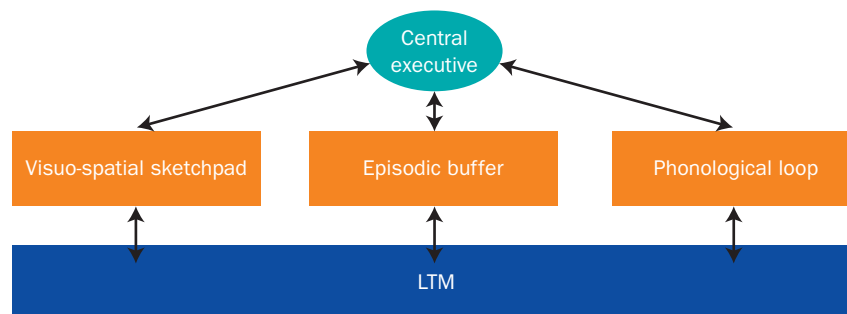 Central
executive
Visuo-spatial sketchpad
Episodic buffer
Phonological loop
LTM